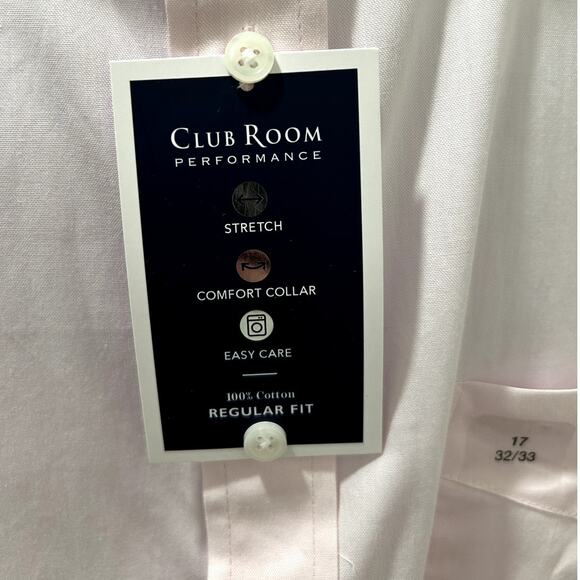 CLUB ROOM
PERFORMANCE
STRETCH
COMFORT COLLAR
EASY CARE
100% Cotton
REGULAR FIT
17
32/33